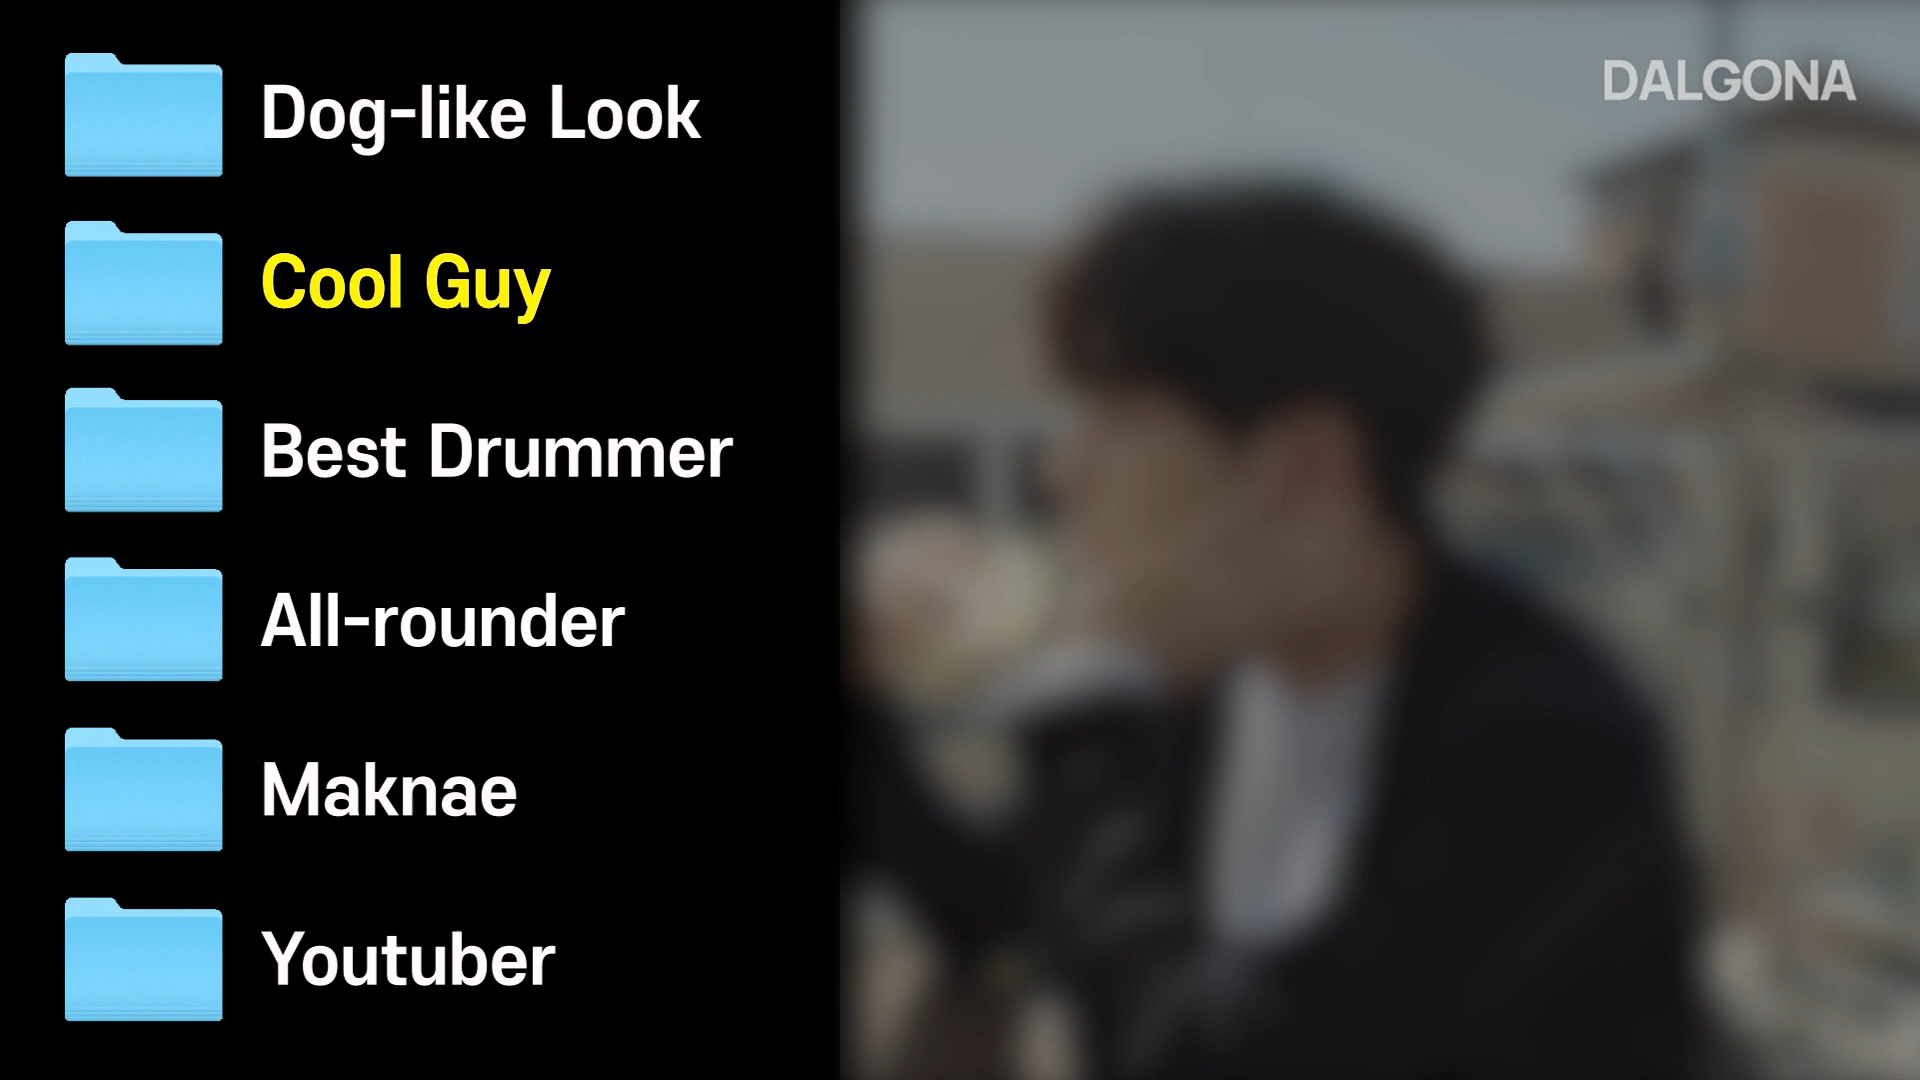 DALGONA
Dog-like Look
Cool Guy
Best Drummer
All-rounder
Maknae
Youtuber